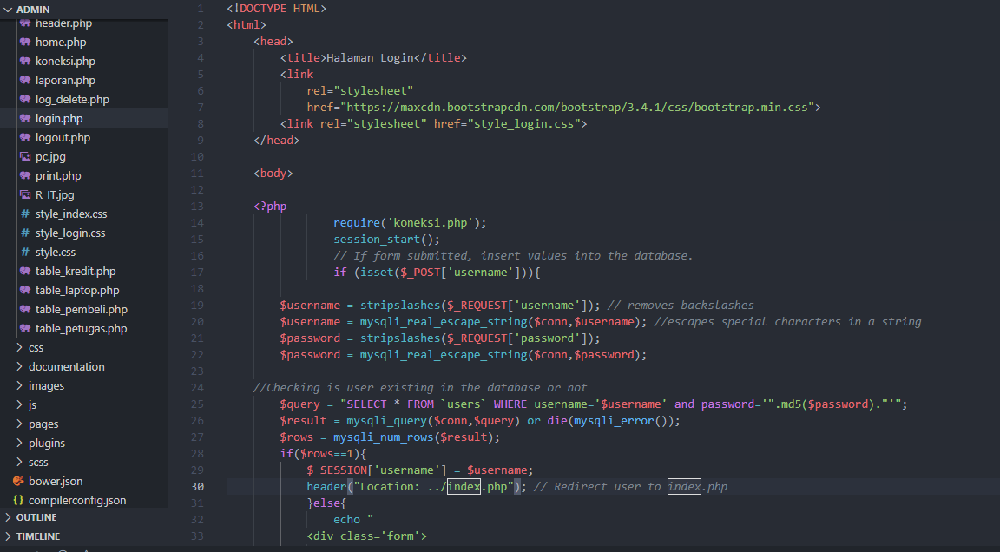 ADMIN
header.php
home.php
koneksi.php
laporan.php
log_delete.php
login.php
logout.php
pc.jpg
print.php
R_IT.jpg
style_index.css
style_login.css
style.css
table_kredit.php
table_laptop.php
table_pembeli.php
table_petugas.php
css
documentation
images
js
pages
plugins
scss
bower.json
compilerconfig.json
OUTLINE
TIMELINE
1 <!DOCTYPE HTML>
2 <html>
3 <head>
4 <title>Halaman Login</title>
5 <link
6 rel="stylesheet"
7 href="https://maxcdn.bootstrapcdn.com/bootstrap/3.4.1/css/bootstrap.min.css">
8 <link rel="stylesheet" href="style_login.css">
9 </head>
10
11 <body>
12
13 <?php
14 require('koneksi.php');
15 session_start();
16 // If form submitted, insert values into the database.
17 if (isset($_POST['username'])){
18
19 $username = stripslashes($_REQUEST['username']); // removes backslashes
20 $username = mysqli_real_escape_string($conn,$username); //escapes special characters in a string
21 $password = stripslashes($_REQUEST['password']);
22 $password = mysqli_real_escape_string($conn,$password);
23
24 //Checking is user existing in the database or not
25 $query = "SELECT * FROM `users` WHERE username='$username' and password='".md5($password)."'";
26 $result = mysqli_query($conn,$query) or die(mysqli_error());
27 $rows = mysqli_num_rows($result);
28 if($rows==1){
29 $_SESSION['username'] = $username;
30 header("Location: ../index.php"); // Redirect user to index.php
31 }else{
32 echo "
33 <div class='form'>